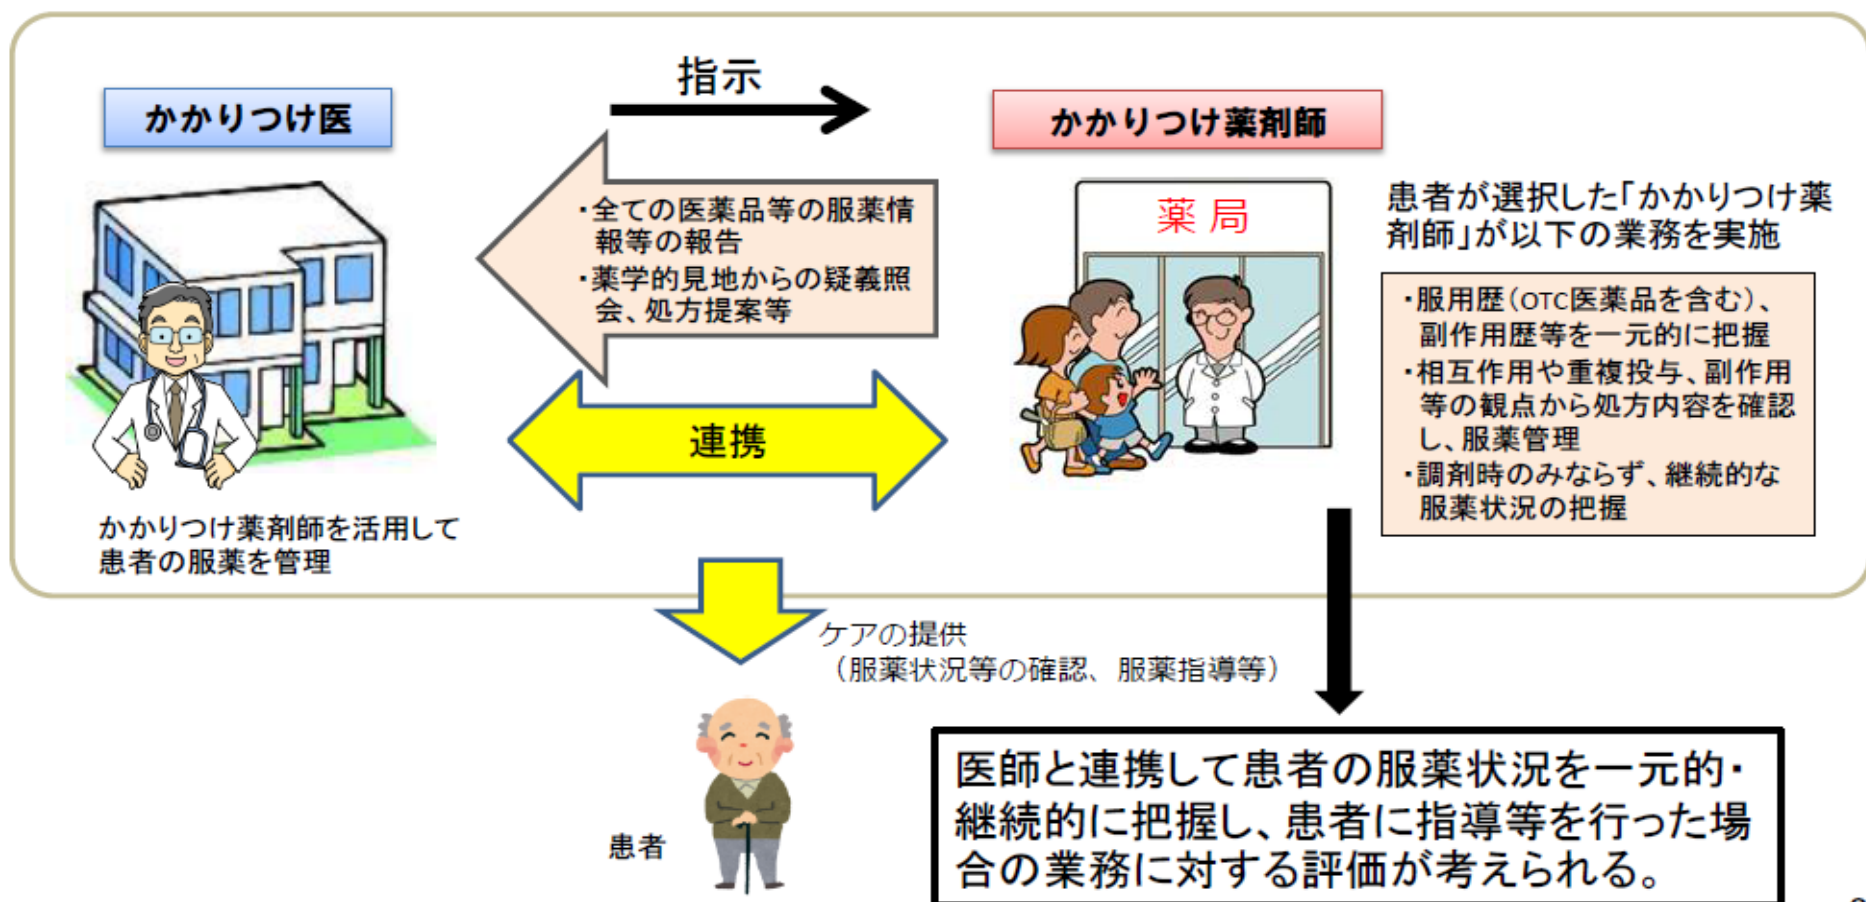 指示
かかりつけ医
かかりつけ薬剤師
・全ての医薬品等の服薬情
報等の報告
・薬学的見地からの疑義照
会、処方提案等
薬局
患者が選択した「かかりつけ薬
剤師」が以下の業務を実施
・服用歴(OTC医薬品を含む)、
副作用歴等を一元的に把握
・相互作用や重複投与、副作用
等の観点から処方内容を確認
し、服薬管理
・調剤時のみならず、継続的な
服薬状況の把握
連携
かかりつけ薬剤師を活用して
患者の服薬を管理
ケアの提供
（服薬状況等の確認、服薬指導等）
患者
医師と連携して患者の服薬状況を一元的・
継続的に把握し、患者に指導等を行った場
合の業務に対する評価が考えられる。